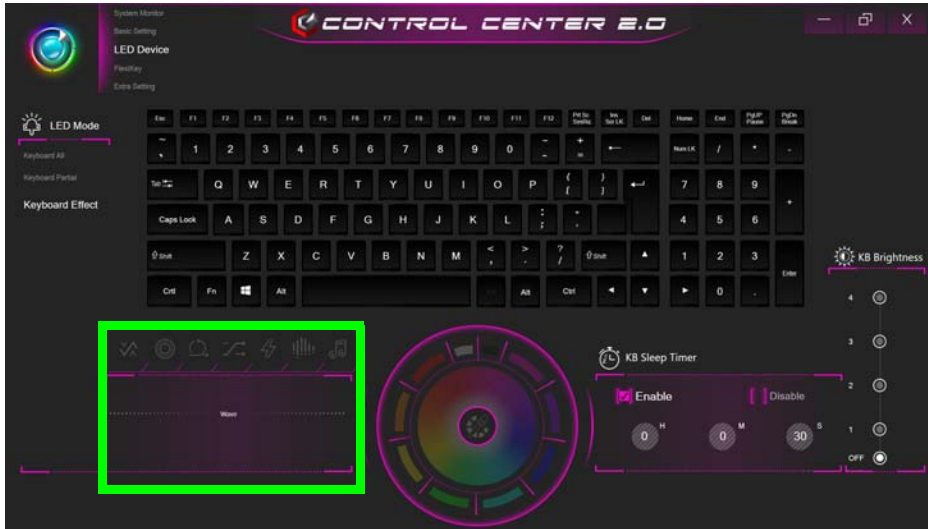 System Monitor
Basic Setting
LED Device
FlexiKey
Extra Setting
CONTROL CENTER 2.0
LED Mode
Keyboard All
Keyboard Partial
Keyboard Effect
Esc F1 F2 F3 F4 F5 F6 F7 F8 F9 F10 F11 F12 Prt Sc Ins Del Home End PgUP PgDn
SysRq Scr LK Pause Break
~ 1 2 3 4 5 6 7 8 9 0 - + ← Num LK / * -
Tab Q W E R T Y U I O P { } 7 8 9 +
[ ]
Caps Lock A S D F G H J K L : " 4 5 6
;
Shift Z X C V B N M < > ? Shift ▲ 1 2 3 Enter
, . /
Crtl Fn Alt Alt Ctrl ◄ ▼ ► 0 .
KB Brightness
4
3
2
1
OFF
Wave
KB Sleep Timer
Enable Disable
0 H 0 M 30 S